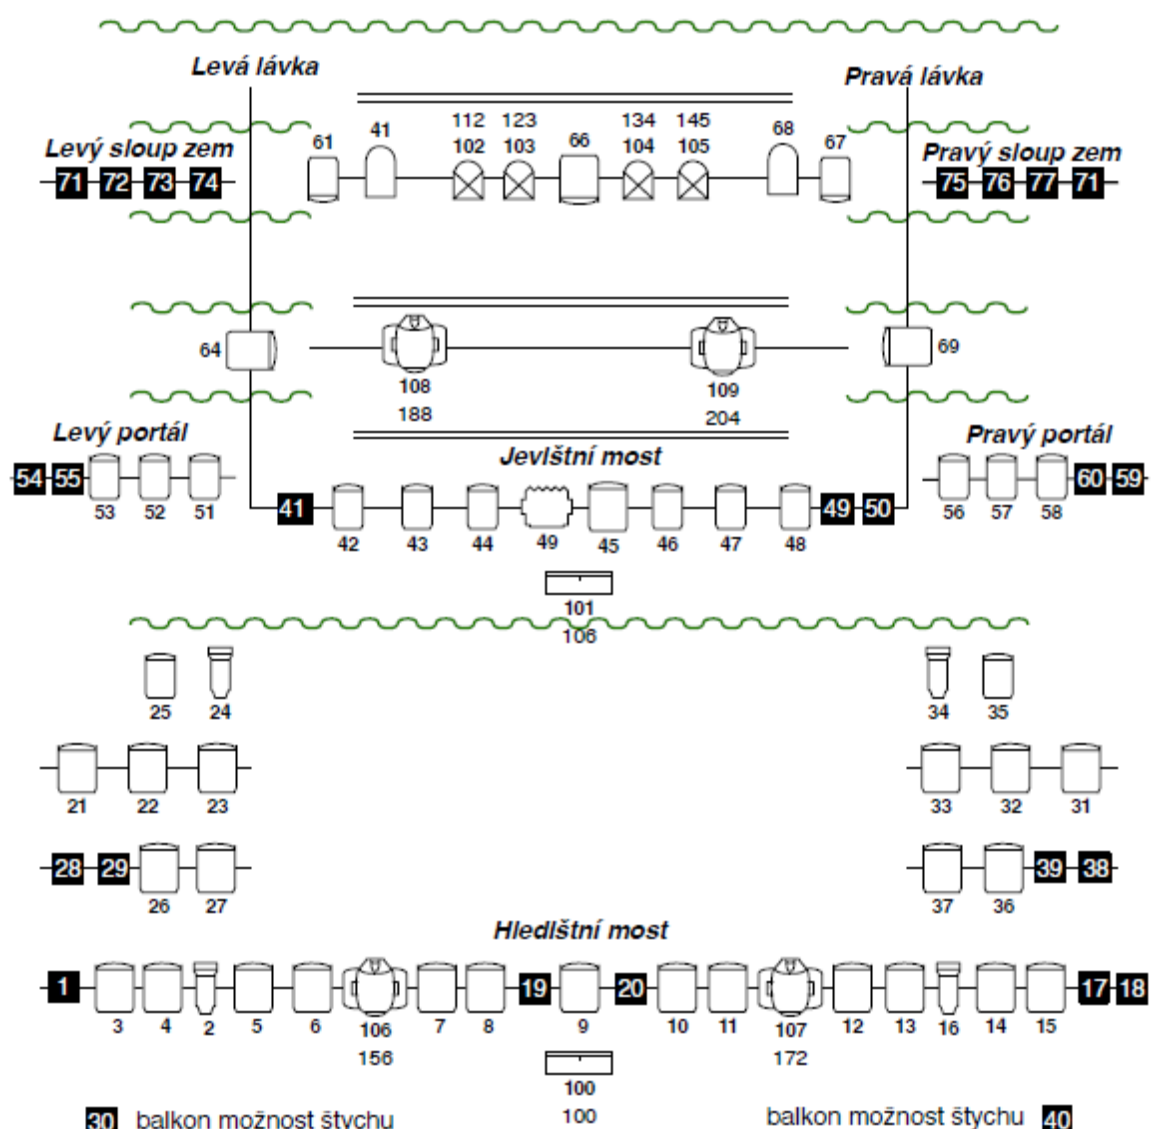 Levá lávka
Pravá lávka
61 41 112 123 66 134 145 68 67
102 103 104 105
Levý sloup zem
Pravý sloup zem
71 72 73 74
75 76 77 71
64
69
108
109
188
204
Levý portál
Jevlštní most
Pravý portál
54 55
60 59
53 52 51
56 57 58
41
49 50
42 43 44 49 45 46 47 48
101
106
25 24
34 35
21 22 23
33 32 31
28 29
39 38
26 27
37 36
Hledlštní most
1 19 20 17 18
3 4 2 5 6 106 7 8 9 10 11 107 12 13 16 14 15
156 172
100
100
30 balkon možnost štychu
balkon možnost štychu 40